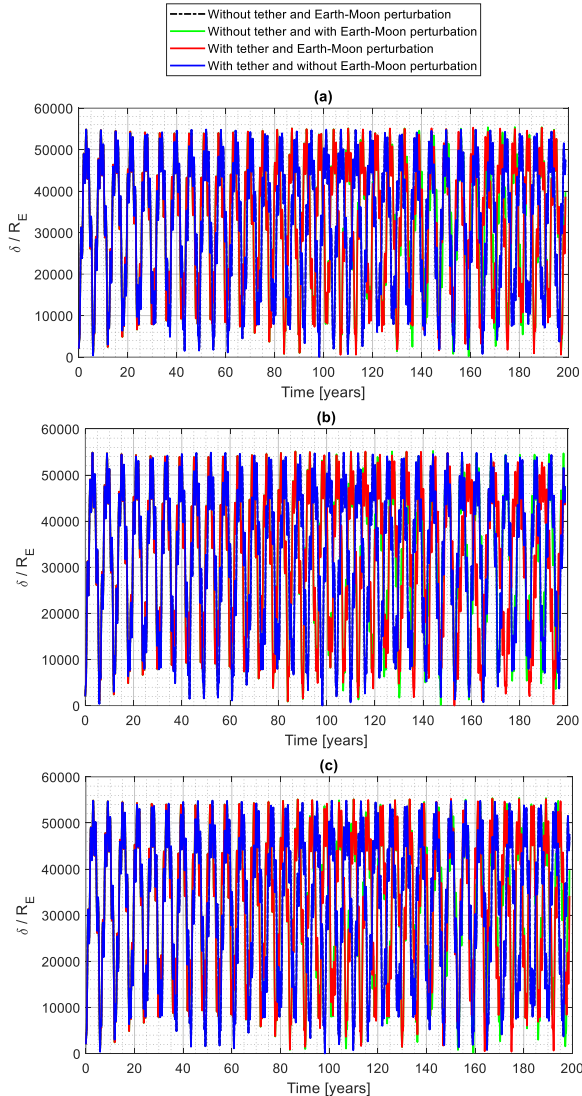 Without tether and Earth-Moon perturbation
Without tether and with Earth-Moon perturbation
With tether and Earth-Moon perturbation
With tether and without Earth-Moon perturbation
(a)
60000
50000
40000
30000
20000
10000
0
δ / R_E
0 20 40 60 80 100 120 140 160 180 200
Time [years]
(b)
60000
50000
40000
30000
20000
10000
0
δ / R_E
0 20 40 60 80 100 120 140 160 180 200
Time [years]
(c)
60000
50000
40000
30000
20000
10000
0
δ / R_E
0 20 40 60 80 100 120 140 160 180 200
Time [years]